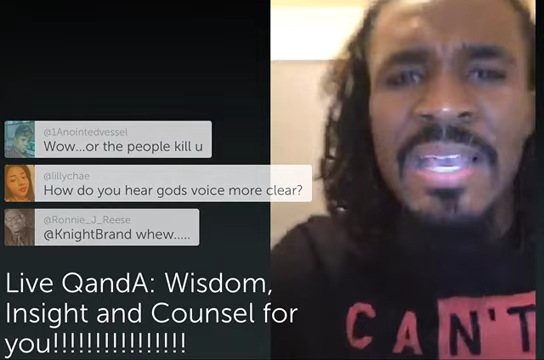 @1Anointedvessel
Wow...or the people kill u
@lillychae
How do you hear gods voice more clear?
@Ronnie_J_Reese
@KnightBrand whew.....
Live QandA: Wisdom,
Insight and Counsel for
you!!!!!!!!!!!!!!!!!
CAN'T